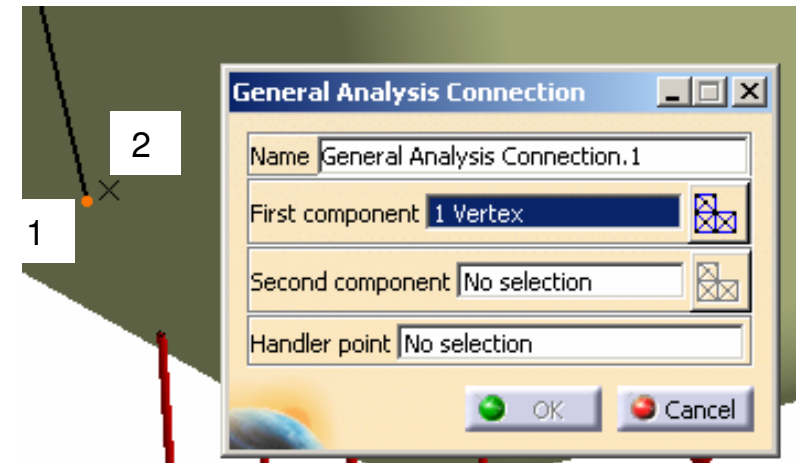 General Analysis Connection
2
Name General Analysis Connection.1
First component 1 Vertex
1
Second component No selection
Handler point No selection
OK Cancel